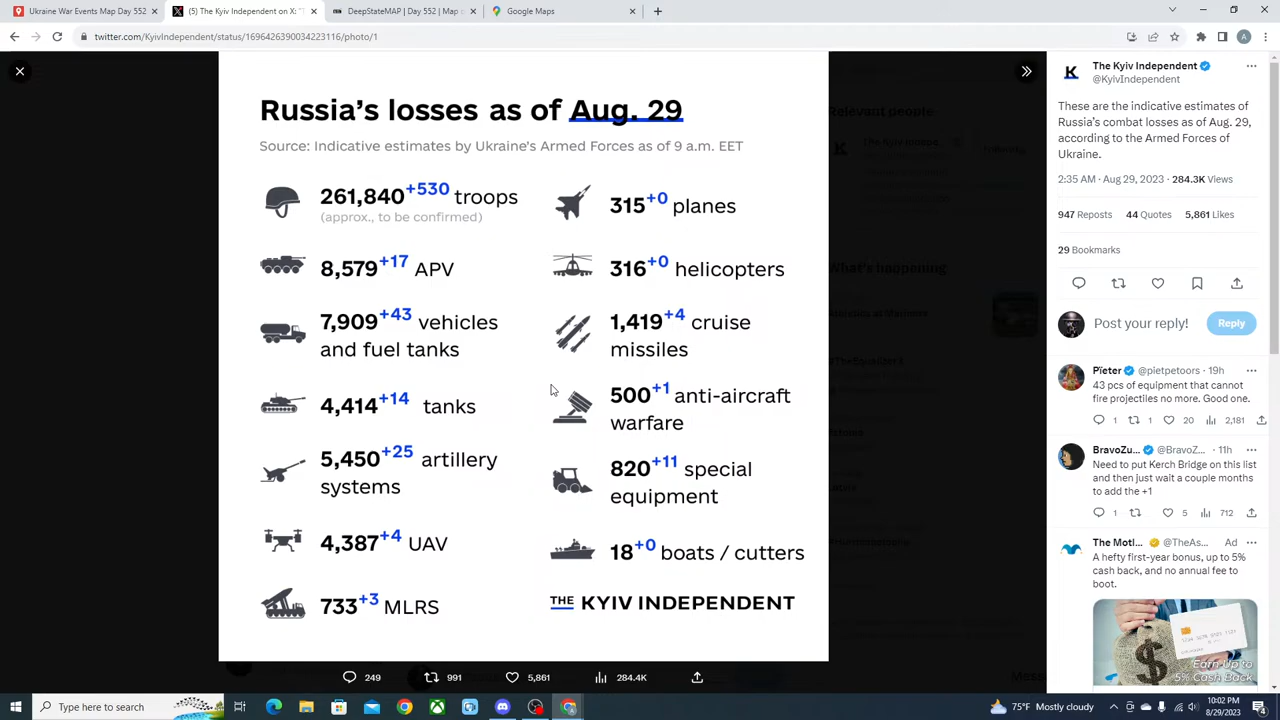 Ukraine War Events Map Day 552
(5) The Kyiv Independent on X: "T
DeepStateMAP | Map o
Google Maps
twitter.com/KyivIndependent/status/1696426390034223116/photo/1
Russia's losses as of Aug. 29
Source: Indicative estimates by Ukraine's Armed Forces as of 9 a.m. EET
261,840+530 troops
(approx., to be confirmed)
8,579+17 APV
7,909+43 vehicles
and fuel tanks
4,414+14 tanks
5,450+25 artillery
systems
4,387+4 UAV
733+3 MLRS
315+0 planes
316+0 helicopters
1,419+4 cruise
missiles
500+1 anti-aircraft
warfare
820+11 special
equipment
18+0 boats / cutters
THE KYIV INDEPENDENT
249
991
5,861
284.4K
Relevant people
What's happening
K
The Kyiv Independent
@KyivIndependent
These are the indicative estimates of
Russia's combat losses as of Aug. 29,
according to the Armed Forces of
Ukraine.
2:35 AM · Aug 29, 2023 · 284.3K Views
947 Reposts 44 Quotes 5,861 Likes
29 Bookmarks
Post your reply!
Reply
Pieter @pietpetoors · 19h
43 pcs of equipment that cannot
fire projectiles no more. Good one.
1 1 20 2,181
BravoZu... @BravoZ... · 11h
Need to put Kerch Bridge on this list
and then just wait a couple months
to add the +1
1 5 712
The Motl... @TheAs... Ad
A hefty first-year bonus, up to 5%
cash back, and no annual fee to
boot.
Earn Up to
5% Cash Back
Type here to search
75°F Mostly cloudy
10:02 PM
8/29/2023